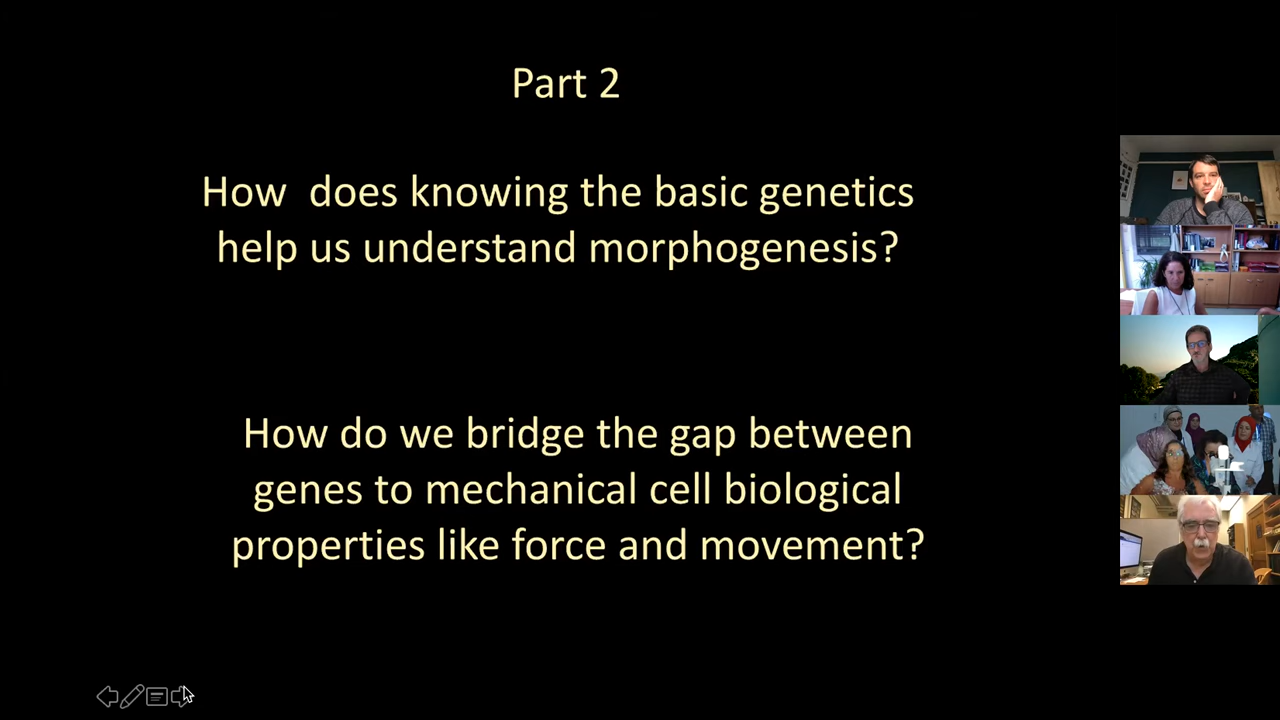 Part 2
How does knowing the basic genetics
help us understand morphogenesis?
How do we bridge the gap between
genes to mechanical cell biological
properties like force and movement?